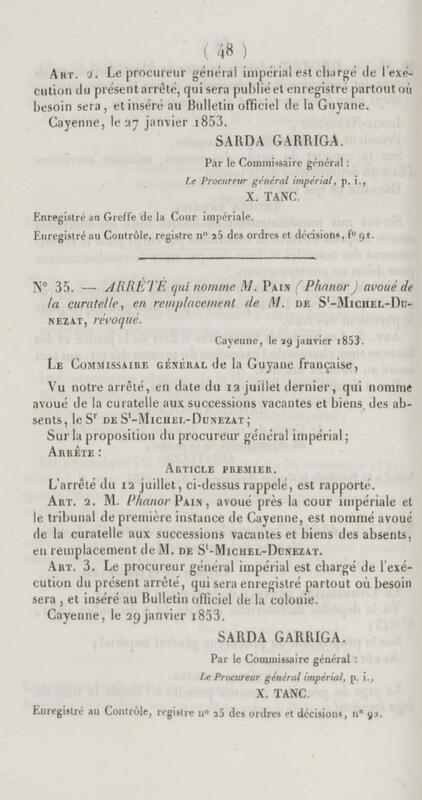 ( 48 )
ART. 2. Le procureur général impérial est chargé de l'exé-
cution du présent arrêté, qui sera publié et enregistré partout où
besoin sera, et inséré au Bulletin officiel de la Guyane.
Cayenne, le 27 janvier 1853.
SARDA GARRIGA.
Par le Commissaire général :
Le Procureur général impérial, p. i.,
X. TANC.
Enregistré au Greffe de la Cour impériale.
Enregistré au Contrôle, registre n° 25 des ordres et décisions, f° 91.
N° 35. — ARRÊTÉ qui nomme M. PAIN (Phanor) avoué de
la curatelle, en remplacement de M. DE St-MICHEL-DU-
NEZAT, révoqué.
Cayenne, le 29 janvier 1853.
LE COMMISSAIRE GÉNÉRAL de la Guyane française,
Vu notre arrêté, en date du 12 juillet dernier, qui nomme
avoué de la curatelle aux successions vacantes et biens des ab-
sents, le Sr DE St-MICHEL-DUNEZAT;
Sur la proposition du procureur général impérial;
ARRÊTE :
ARTICLE PREMIER.
L'arrêté du 12 juillet, ci-dessus rappelé, est rapporté.
ART. 2. M. Phanor PAIN, avoué près la cour impériale et
le tribunal de première instance de Cayenne, est nommé avoué
de la curatelle aux successions vacantes et biens des absents,
en remplacement de M. DE St-MICHEL-DUNEZAT.
ART. 3. Le procureur général impérial est chargé de l'exé-
cution du présent arrêté, qui sera enregistré partout où besoin
sera , et inséré au Bulletin officiel de la colonie.
Cayenne, le 29 janvier 1853.
SARDA GARRIGA.
Par le Commissaire général :
Le Procureur général impérial, p. i.,
X. TANC.
Enregistré au Contrôle, registre n° 25 des ordres et décisions, n° 92.